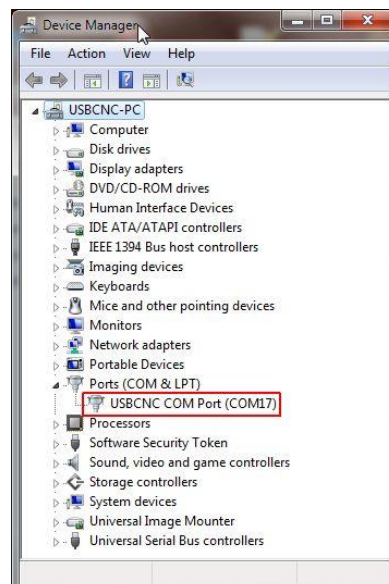 Device Manager
File Action View Help
USBCNC-PC
Computer
Disk drives
Display adapters
DVD/CD-ROM drives
Human Interface Devices
IDE ATA/ATAPI controllers
IEEE 1394 Bus host controllers
Imaging devices
Keyboards
Mice and other pointing devices
Monitors
Network adapters
Portable Devices
Ports (COM & LPT)
USBCNC COM Port (COM17)
Processors
Software Security Token
Sound, video and game controllers
Storage controllers
System devices
Universal Image Mounter
Universal Serial Bus controllers